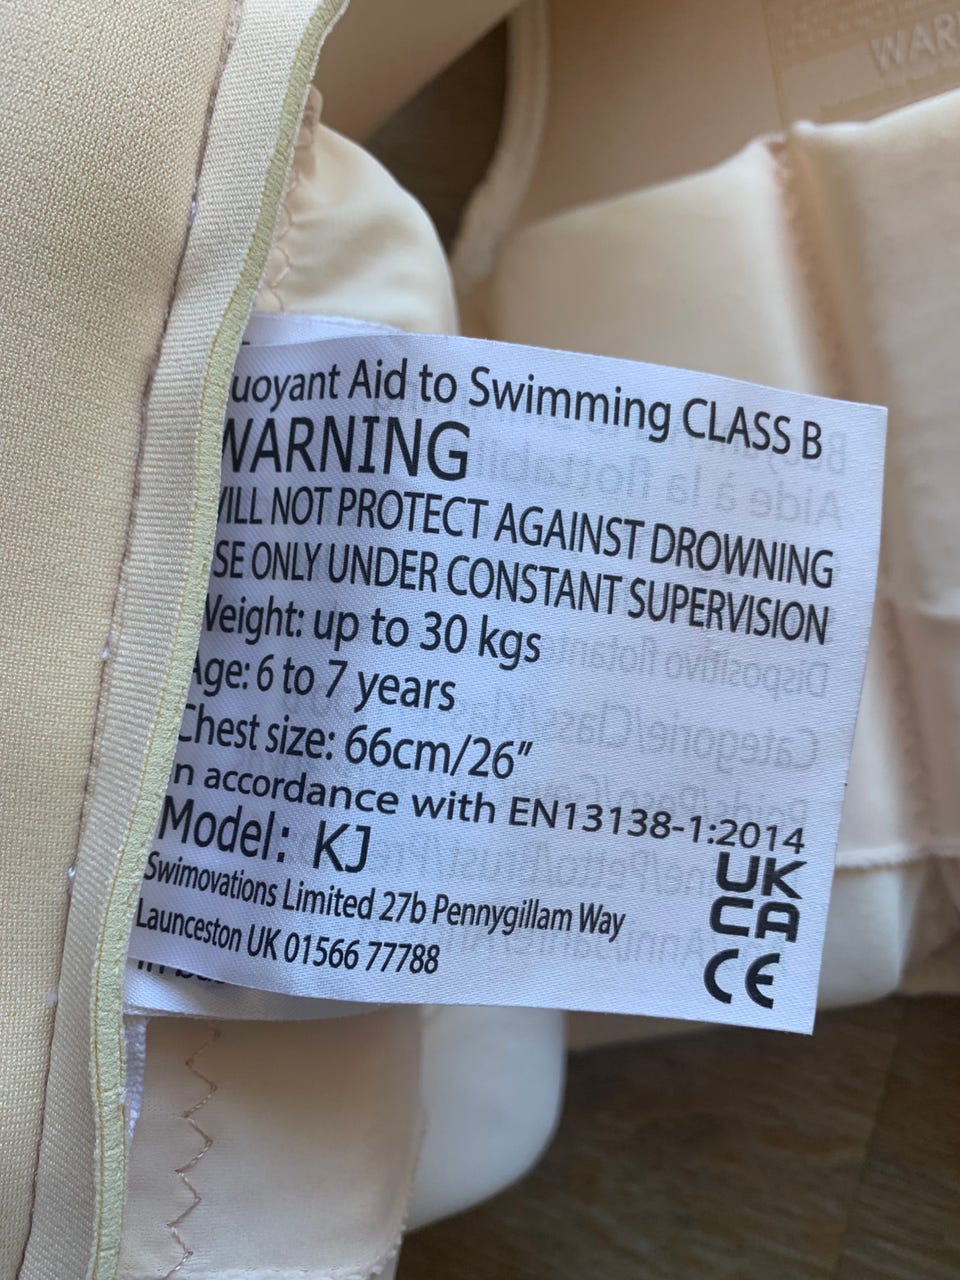 WAR
uoyant Aid to Swimming CLASS B
WARNING
ILL NOT PROTECT AGAINST DROWNING
SE ONLY UNDER CONSTANT SUPERVISION
Weight: up to 30 kgs
Age: 6 to 7 years
Chest size: 66cm/26”
n accordance with EN13138-1:2014
Model: KJ
Swimovations Limited 27b Pennygillam Way
Launceston UK 01566 77788
UK
CA
CE